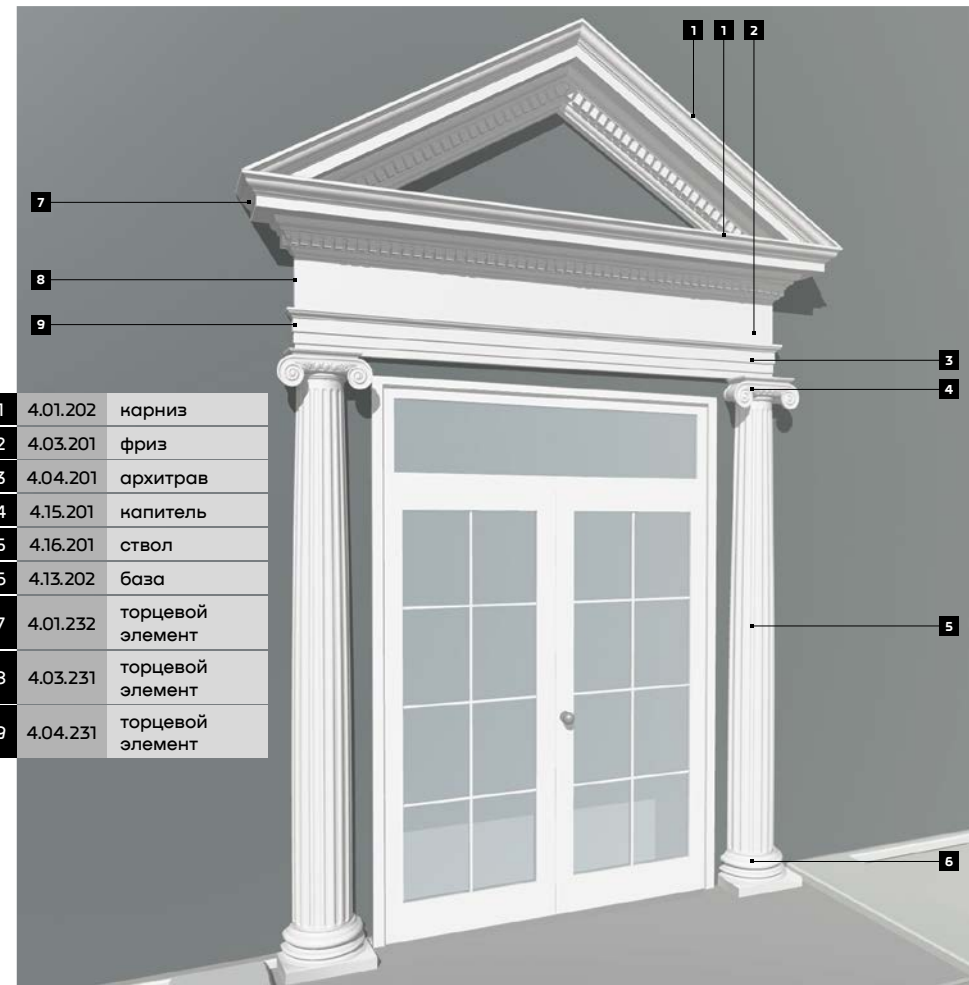 1 1 2
7
8
9
3
4
5
6
1 4.01.202 карниз
2 4.03.201 фриз
3 4.04.201 архитрав
4 4.15.201 капитель
5 4.16.201 ствол
6 4.13.202 база
7 4.01.232 торцевой
элемент
8 4.03.231 торцевой
элемент
9 4.04.231 торцевой
элемент